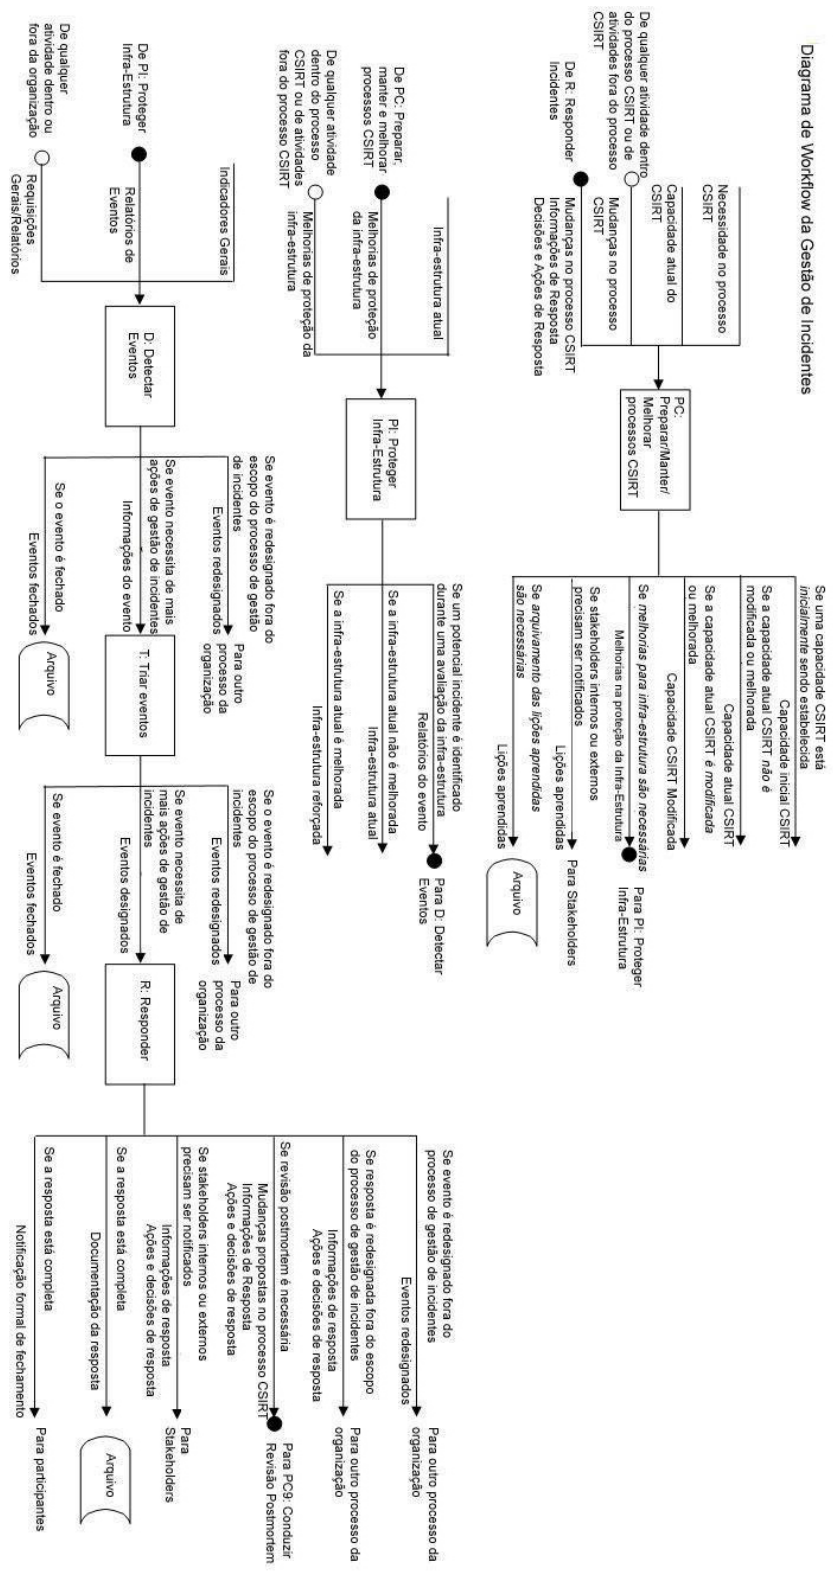 Diagrama de Workflow da Gestão de Incidentes
Necessidade no processo
CSIRT
Capacidade atual do
CSIRT
De qualquer atividade dentro
do processo CSIRT ou de
atividades fora do processo
CSIRT
Mudanças no processo
CSIRT
De R: Responder
Incidentes
Mudanças no processo CSIRT
Informações de Resposta
Decisões e Ações de Resposta
PC:
Preparar/Manter/
Melhorar
processos CSIRT
Se uma capacidade CSIRT está
inicialmente sendo estabelecida
Capacidade inicial CSIRT
Se a capacidade atual CSIRT não é
modificada ou melhorada
Capacidade atual CSIRT
Se a capacidade atual CSIRT é modificada
ou melhorada
Capacidade CSIRT Modificada
Se melhorias para infra-estrutura são necessárias
Melhorias na proteção da Infra-Estrutura
Para PI: Proteger
Infra-Estrutura
Se stakeholders internos ou externos
precisam ser notificados
Lições aprendidas
Para Stakeholders
Se arquivamento das lições aprendidas
são necessárias
Lições aprendidas
Arquivo
Infra-estrutura atual
De PC: Preparar,
manter e melhorar
processos CSIRT
Melhorias de proteção
da infra-estrutura
De qualquer atividade
dentro do processo
CSIRT ou de atividades
fora do processo CSIRT
Melhorias de proteção da
infra-estrutura
PI: Proteger
Infra-Estrutura
Se um potencial incidente é identificado
durante uma avaliação da infra-estrutura
Relatórios do evento
Para D: Detectar
Eventos
Se a infra-estrutura atual não é melhorada
Infra-estrutura atual
Se a infra-estrutura atual é melhorada
Infra-estrutura reforçada
Indicadores Gerais
De PI: Proteger
Infra-Estrutura
Relatórios de
Eventos
De qualquer
atividade dentro ou
fora da organização
Requisições
Gerais/Relatórios
D: Detectar
Eventos
Se evento é redesignado fora do
escopo do processo de gestão
de incidentes
Eventos redesignados
Para outro
processo da
organização
Se evento necessita de mais
ações de gestão de incidentes
Informações do evento
Se o evento é fechado
Eventos fechados
Arquivo
T: Triar eventos
Se o evento é redesignado fora do
escopo do processo de gestão de
incidentes
Eventos redesignados
Para outro
processo da
organização
Se evento necessita de
mais ações de gestão de
incidentes
Eventos designados
Se evento é fechado
Eventos fechados
Arquivo
R: Responder
Se evento é redesignado fora do
processo de gestão de incidentes
Eventos redesignados
Para outro processo da
organização
Se resposta é redesignada fora do escopo
do processo de gestão de incidentes
Informações de resposta
Ações e decisões de resposta
Para outro processo da
organização
Se revisão postmortem é necessária
Mudanças propostas no processo CSIRT
Informações de Resposta
Ações e decisões de resposta
Para PC9: Conduzir
Revisão Postmortem
Se stakeholders internos ou externos
precisam ser notificados
Informações de resposta
Ações e decisões de resposta
Para
Stakeholders
Se a resposta está completa
Documentação da resposta
Arquivo
Se a resposta está completa
Notificação formal de fechamento
Para participantes